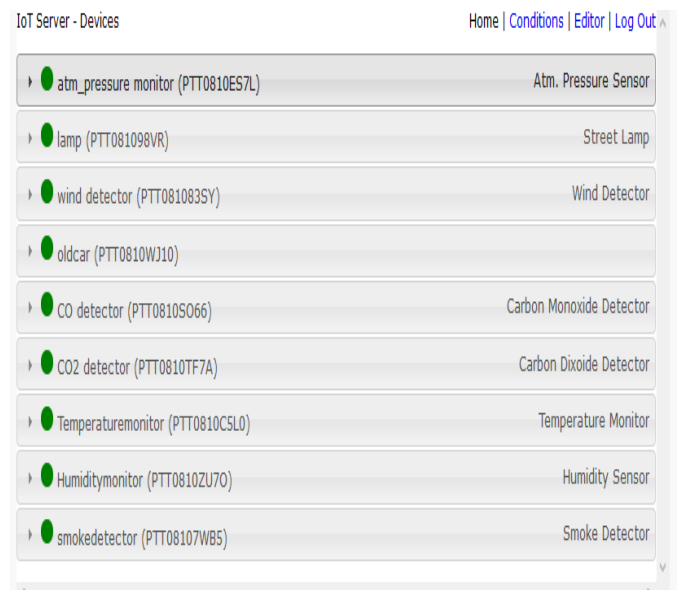 IoT Server - Devices Home | Conditions | Editor | Log Out
atm_pressure monitor (PTT0810ES7L) Atm. Pressure Sensor
lamp (PTT081098VR) Street Lamp
wind detector (PTT081083SY) Wind Detector
oldcar (PTT0810WJ10)
CO detector (PTT0810SO66) Carbon Monoxide Detector
CO2 detector (PTT0810TF7A) Carbon Dixoide Detector
Temperaturemonitor (PTT0810C5L0) Temperature Monitor
Humiditymonitor (PTT0810ZU7O) Humidity Sensor
smokedetector (PTT08107WB5) Smoke Detector